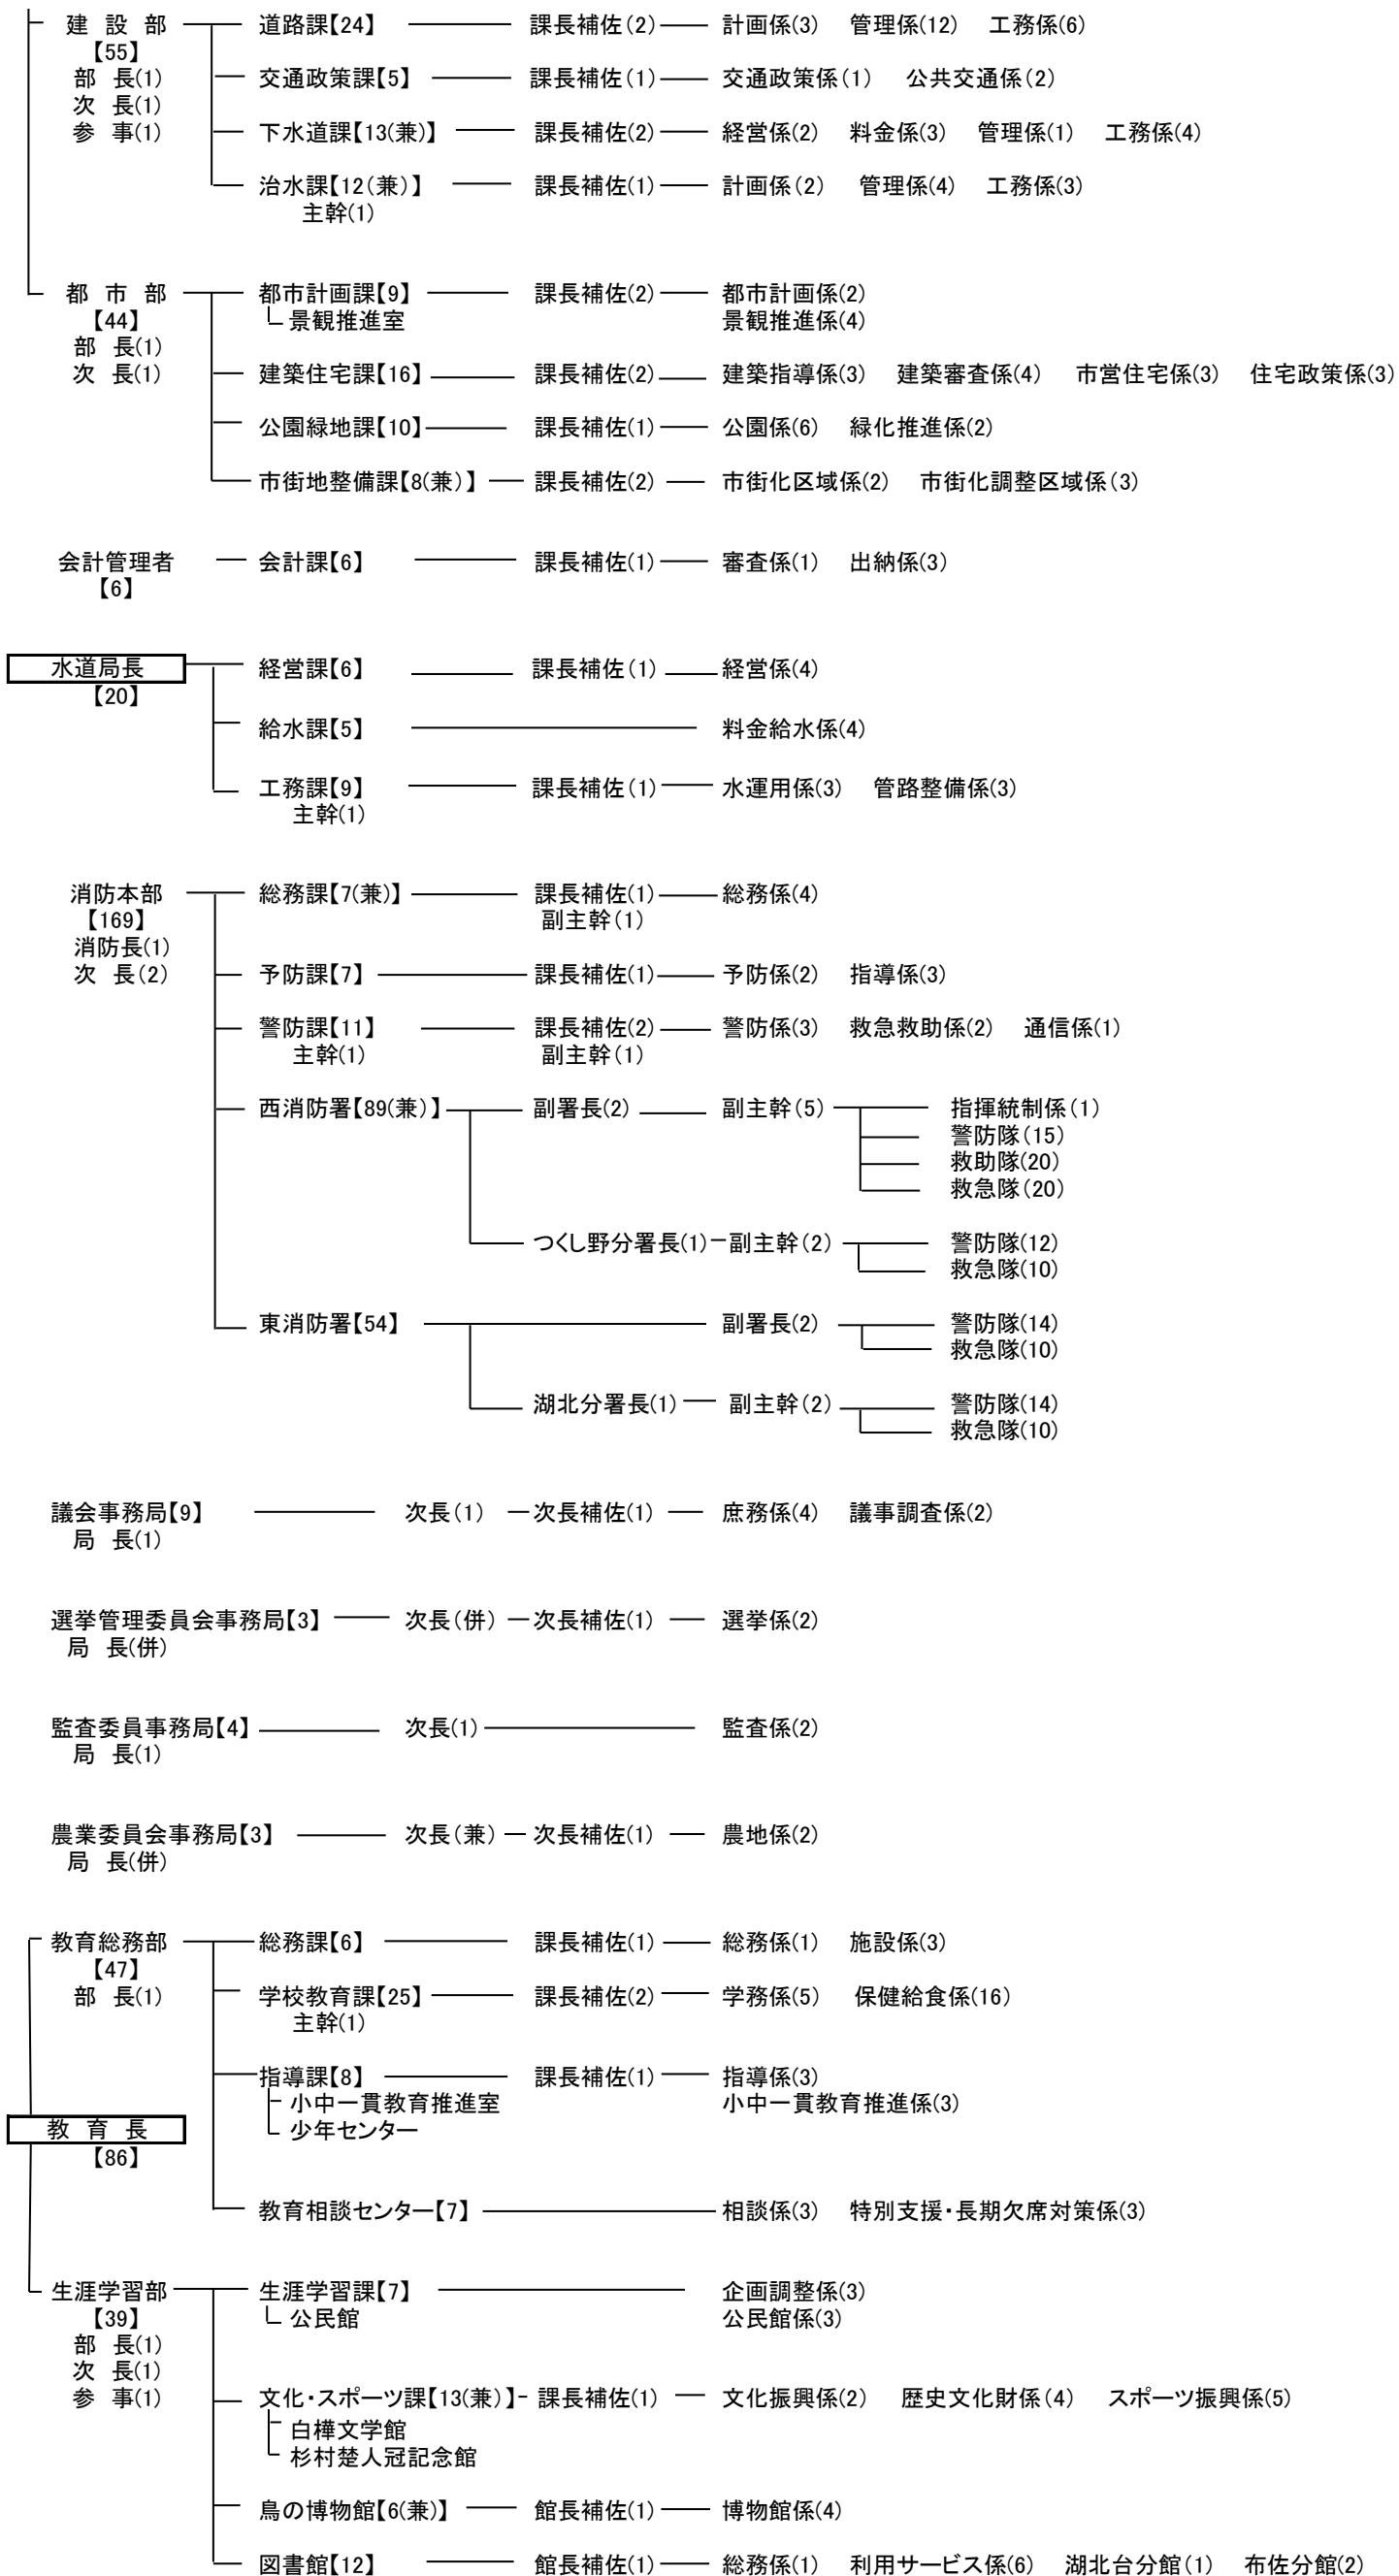 建 設 部 道路課【24】 課長補佐(2) 計画係(3) 管理係(12) 工務係(6)
【55】
部 長(1) 交通政策課【5】 課長補佐(1) 交通政策係(1) 公共交通係(2)
次 長(1)
参 事(1) 下水道課【13(兼)】 課長補佐(2) 経営係(2) 料金係(3) 管理係(1) 工務係(4)
治水課【12(兼)】 課長補佐(1) 計画係(2) 管理係(4) 工務係(3)
主幹(1)
都 市 部 都市計画課【9】 課長補佐(2) 都市計画係(2)
【44】 景観推進室 景観推進係(4)
部 長(1)
次 長(1) 建築住宅課【16】 課長補佐(2) 建築指導係(3) 建築審査係(4) 市営住宅係(3) 住宅政策係(3)
公園緑地課【10】 課長補佐(1) 公園係(6) 緑化推進係(2)
市街地整備課【8(兼)】 課長補佐(2) 市街化区域係(2) 市街化調整区域係(3)
会計管理者 会計課【6】 課長補佐(1) 審査係(1) 出納係(3)
【6】
水道局長 経営課【6】 課長補佐(1) 経営係(4)
【20】
給水課【5】 料金給水係(4)
工務課【9】 課長補佐(1) 水運用係(3) 管路整備係(3)
主幹(1)
消防本部 総務課【7(兼)】 課長補佐(1) 総務係(4)
【169】 副主幹(1)
消防長(1)
次 長(2) 予防課【7】 課長補佐(1) 予防係(2) 指導係(3)
警防課【11】 課長補佐(2) 警防係(3) 救急救助係(2) 通信係(1)
主幹(1) 副主幹(1)
西消防署【89(兼)】 副署長(2) 副主幹(5) 指揮統制係(1)
警防隊(15)
救助隊(20)
救急隊(20)
つくし野分署長(1) 副主幹(2) 警防隊(12)
救急隊(10)
東消防署【54】 副署長(2) 警防隊(14)
救急隊(10)
湖北分署長(1) 副主幹(2) 警防隊(14)
救急隊(10)
議会事務局【9】 次長(1) 次長補佐(1) 庶務係(4) 議事調査係(2)
局 長(1)
選挙管理委員会事務局【3】 次長(併) 次長補佐(1) 選挙係(2)
局 長(併)
監査委員事務局【4】 次長(1) 監査係(2)
局 長(1)
農業委員会事務局【3】 次長(兼) 次長補佐(1) 農地係(2)
局 長(併)
教育総務部 総務課【6】 課長補佐(1) 総務係(1) 施設係(3)
【47】
部 長(1) 学校教育課【25】 課長補佐(2) 学務係(5) 保健給食係(16)
主幹(1)
指導課【8】 課長補佐(1) 指導係(3)
小中一貫教育推進室 小中一貫教育推進係(3)
教 育 長 少年センター
【86】
教育相談センター【7】 相談係(3) 特別支援・長期欠席対策係(3)
生涯学習部 生涯学習課【7】 企画調整係(3)
【39】 公民館 公民館係(3)
部 長(1)
次 長(1)
参 事(1) 文化・スポーツ課【13(兼)】 課長補佐(1) 文化振興係(2) 歴史文化財係(4) スポーツ振興係(5)
白樺文学館
杉村楚人冠記念館
鳥の博物館【6(兼)】 館長補佐(1) 博物館係(4)
図書館【12】 館長補佐(1) 総務係(1) 利用サービス係(6) 湖北台分館(1) 布佐分館(2)